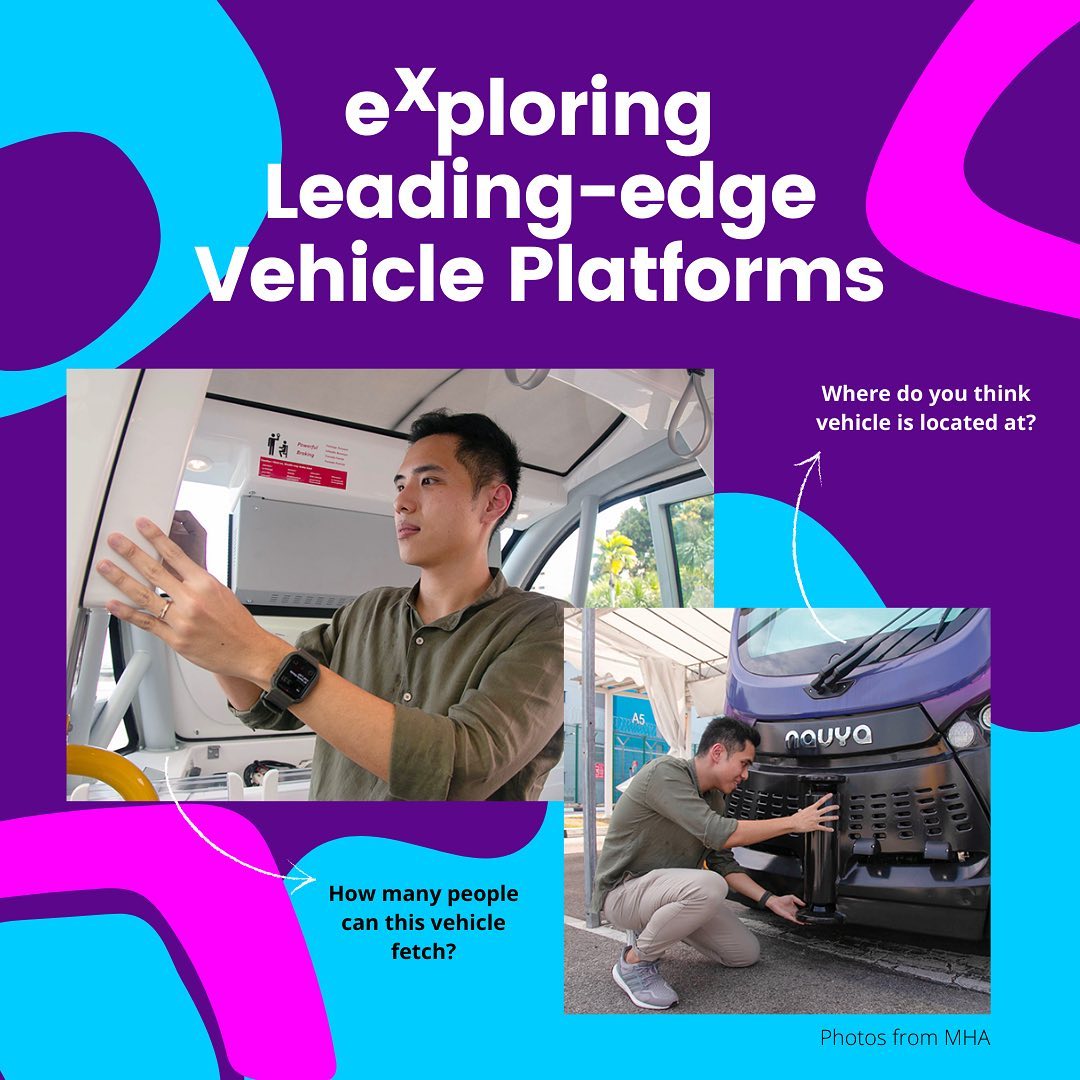 exploring
Leading-edge
Vehicle Platforms
Where do you think
vehicle is located at?
Powerful
Braking
A5
navya
How many people
can this vehicle
fetch?
Photos from MHA